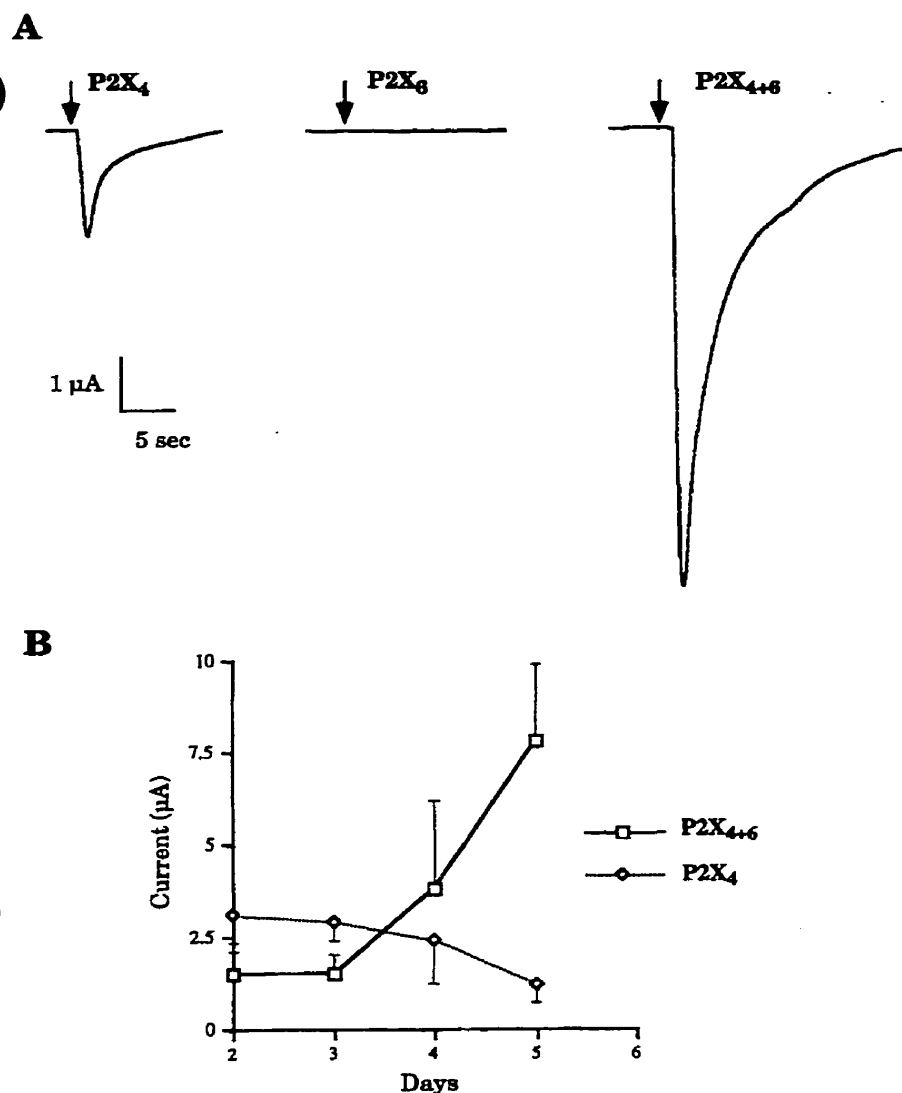 A
P2X₄ P2X₆ P2X₄₊₆
1 µA
5 sec
B
10
7.5
5
2.5
0
Current (µA)
2 3 4 5 6
Days
P2X₄₊₆
P2X₄